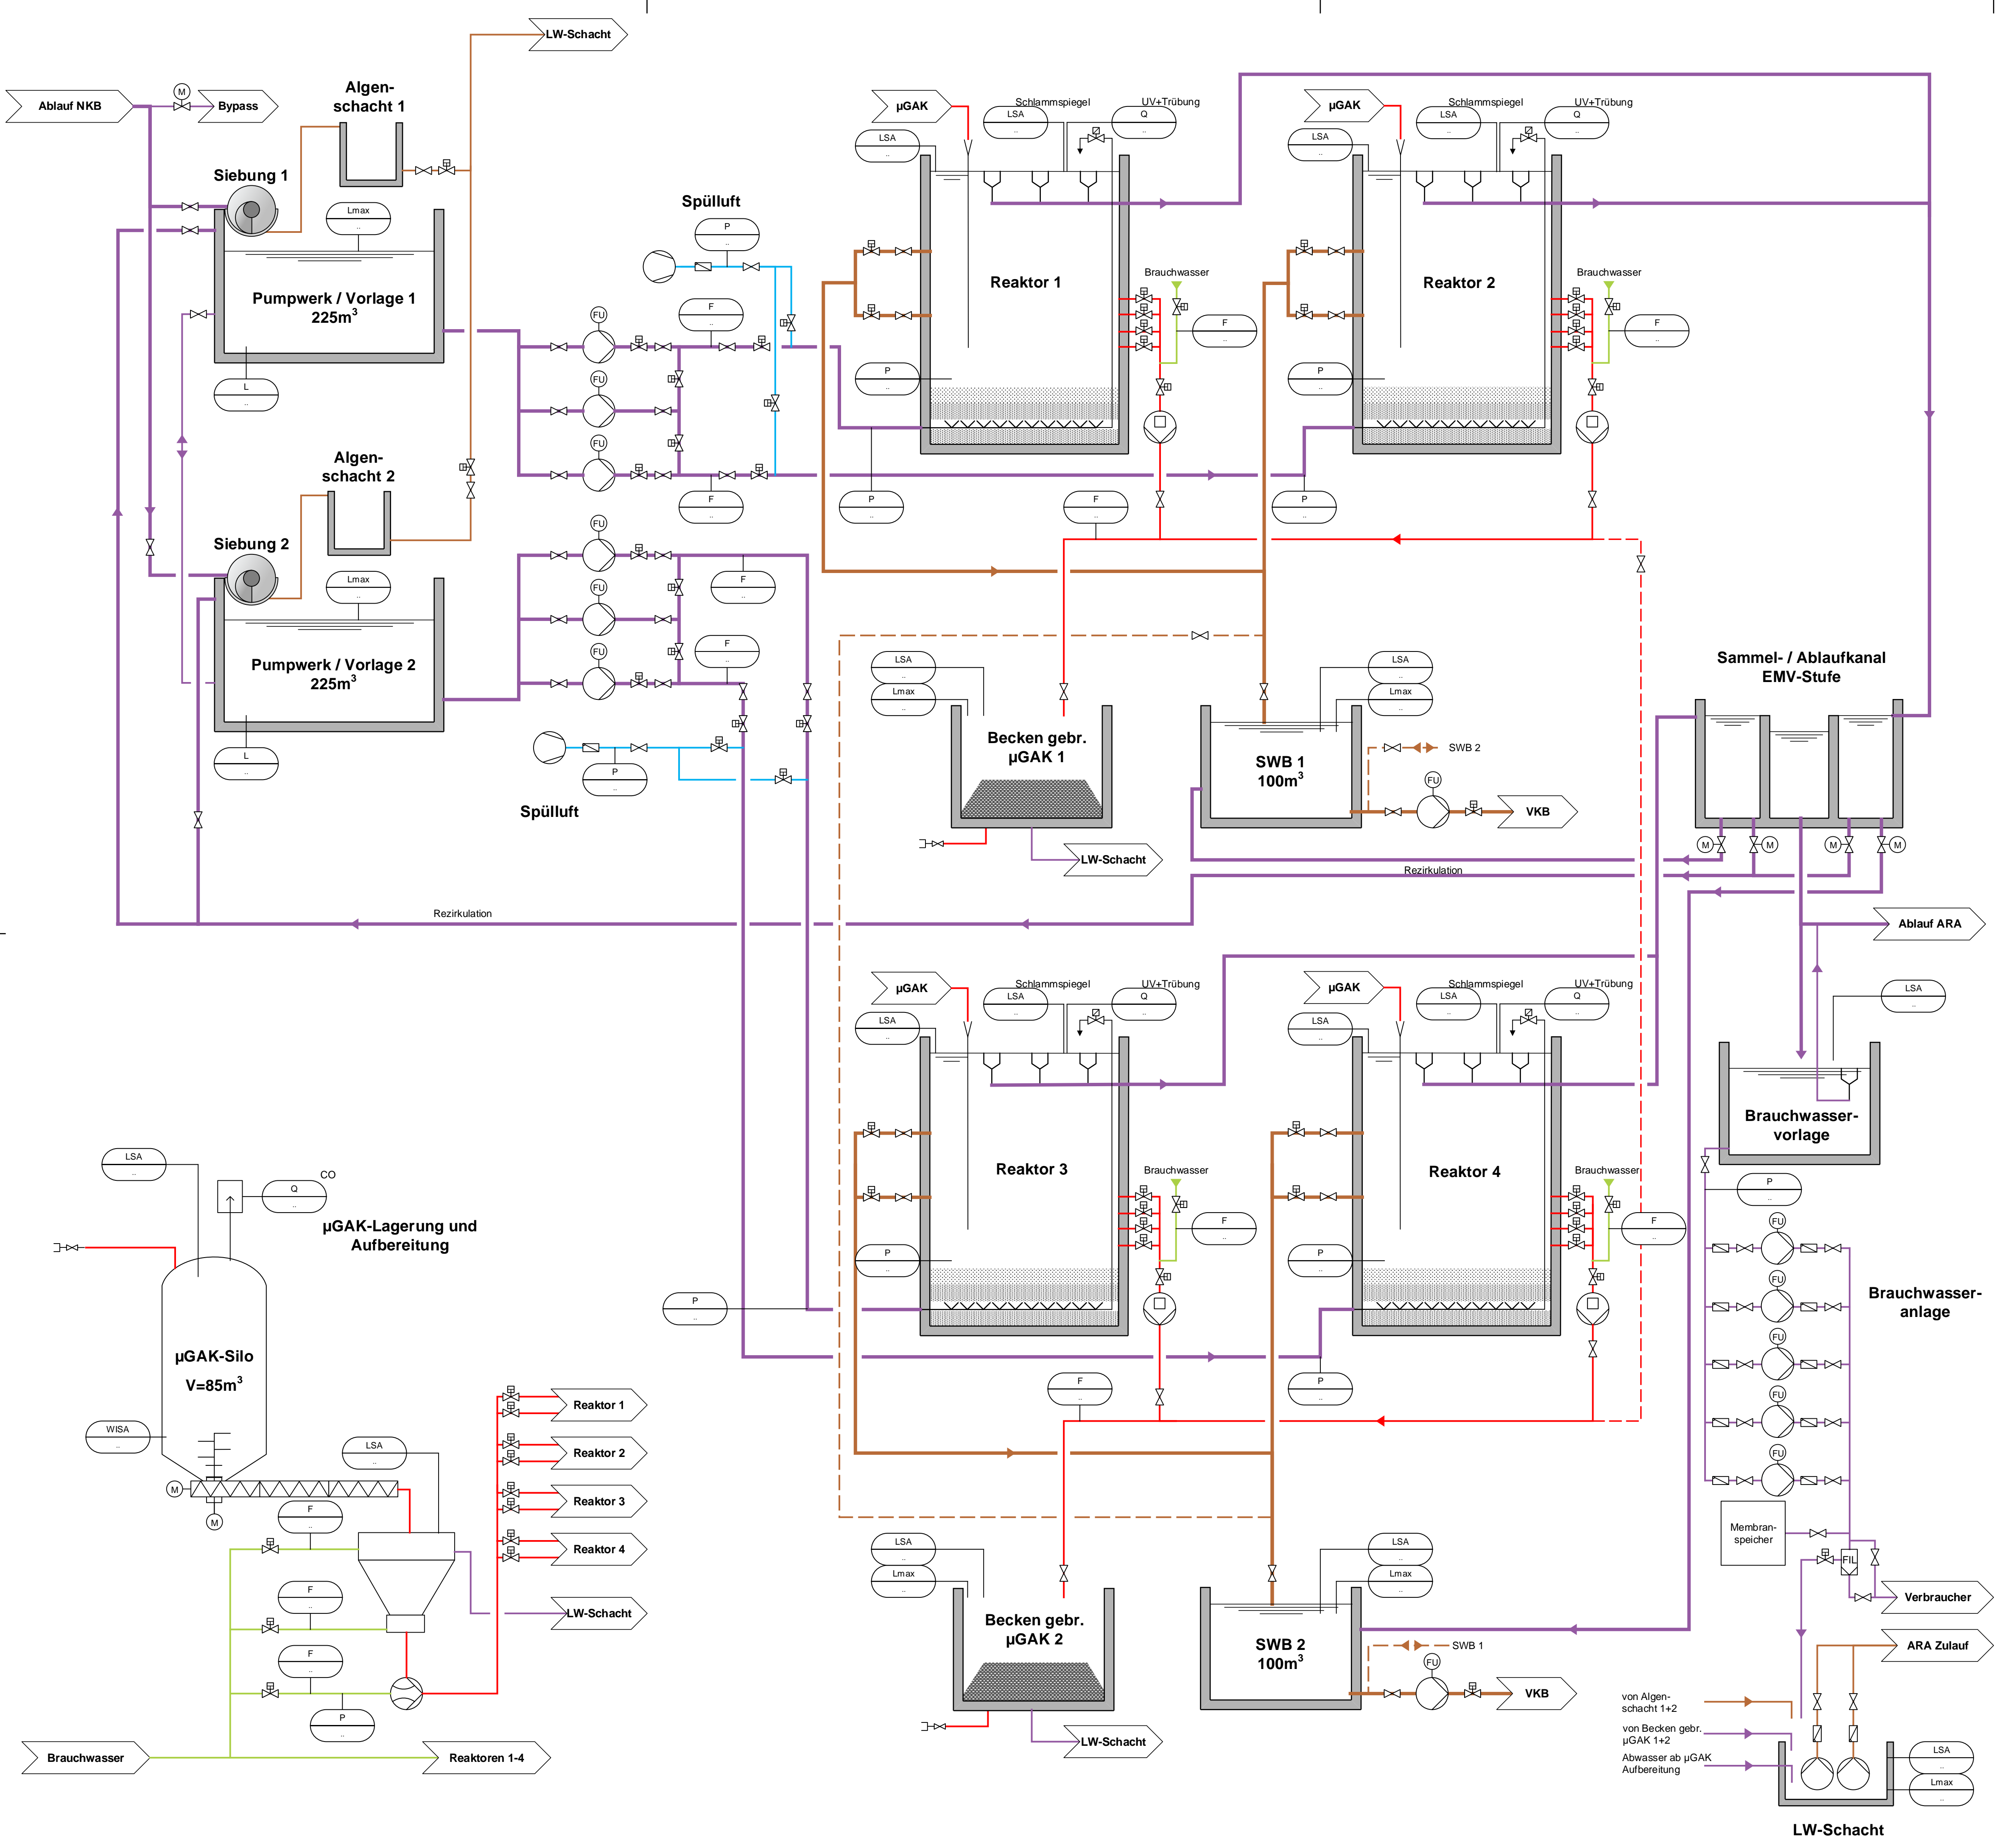 LW-Schacht
Ablauf NKB
M
Bypass
Algen-
schacht 1
Siebung 1
Lmax
..
Pumpwerk / Vorlage 1
225m³
L
..
Algen-
schacht 2
Siebung 2
Lmax
..
Pumpwerk / Vorlage 2
225m³
L
..
Spülluft
P
..
FU
F
..
FU
FU
F
..
FU
F
..
FU
FU
F
..
P
..
Spülluft
µGAK
Schlammspiegel
UV+Trübung
LSA
..
LSA
..
Q
..
Reaktor 1
Brauchwasser
F
..
P
..
P
..
F
..
µGAK
Schlammspiegel
UV+Trübung
LSA
..
LSA
..
Q
..
Reaktor 2
Brauchwasser
F
..
P
..
P
..
LSA
..
Lmax
..
Becken gebr.
µGAK 1
LW-Schacht
LSA
..
Lmax
..
SWB 1
100m³
SWB 2
FU
VKB
Sammel- / Ablaufkanal
EMV-Stufe
M
M
M
M
Rezirkulation
Rezirkulation
Ablauf ARA
µGAK
Schlammspiegel
UV+Trübung
LSA
..
LSA
..
Q
..
Reaktor 3
Brauchwasser
F
..
P
..
P
..
F
..
µGAK
Schlammspiegel
UV+Trübung
LSA
..
LSA
..
Q
..
Reaktor 4
Brauchwasser
F
..
P
..
P
..
LSA
..
Brauchwasser-
vorlage
P
..
FU
FU
FU
FU
FU
Brauchwasser-
anlage
Membran-
speicher
FIL
Verbraucher
LSA
..
Q
..
CO
µGAK-Lagerung und
Aufbereitung
µGAK-Silo
V=85m³
WISA
..
LSA
..
M
M
F
..
F
..
F
..
P
..
Reaktor 1
Reaktor 2
Reaktor 3
Reaktor 4
LW-Schacht
Brauchwasser
Reaktoren 1-4
LSA
..
Lmax
..
Becken gebr.
µGAK 2
LW-Schacht
LSA
..
Lmax
..
SWB 2
100m³
SWB 1
FU
VKB
ARA Zulauf
von Algen-
schacht 1+2
von Becken gebr.
µGAK 1+2
Abwasser ab µGAK
Aufbereitung
LSA
..
Lmax
..
LW-Schacht